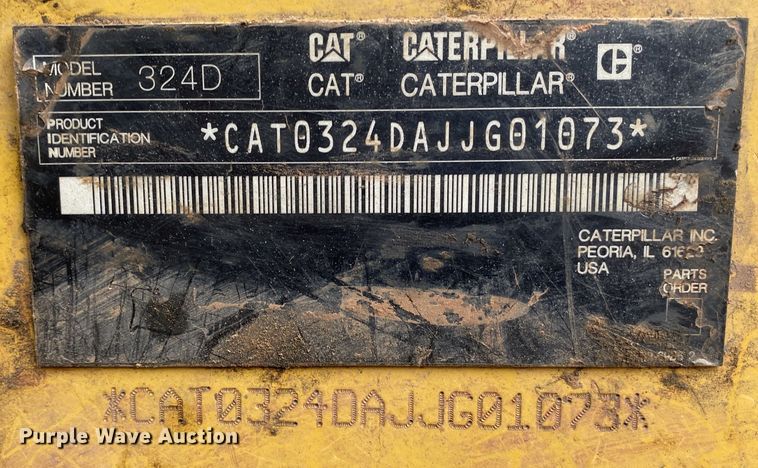 CAT® CATERPILLAR®
MODEL NUMBER 324D
CAT® CATERPILLAR®
PRODUCT IDENTIFICATION NUMBER *CAT0324DAJJG01073*
CATERPILLAR INC.
PEORIA, IL
USA
PARTS
ORDER
*CAT0324DAJJG01073*
Purple Wave Auction